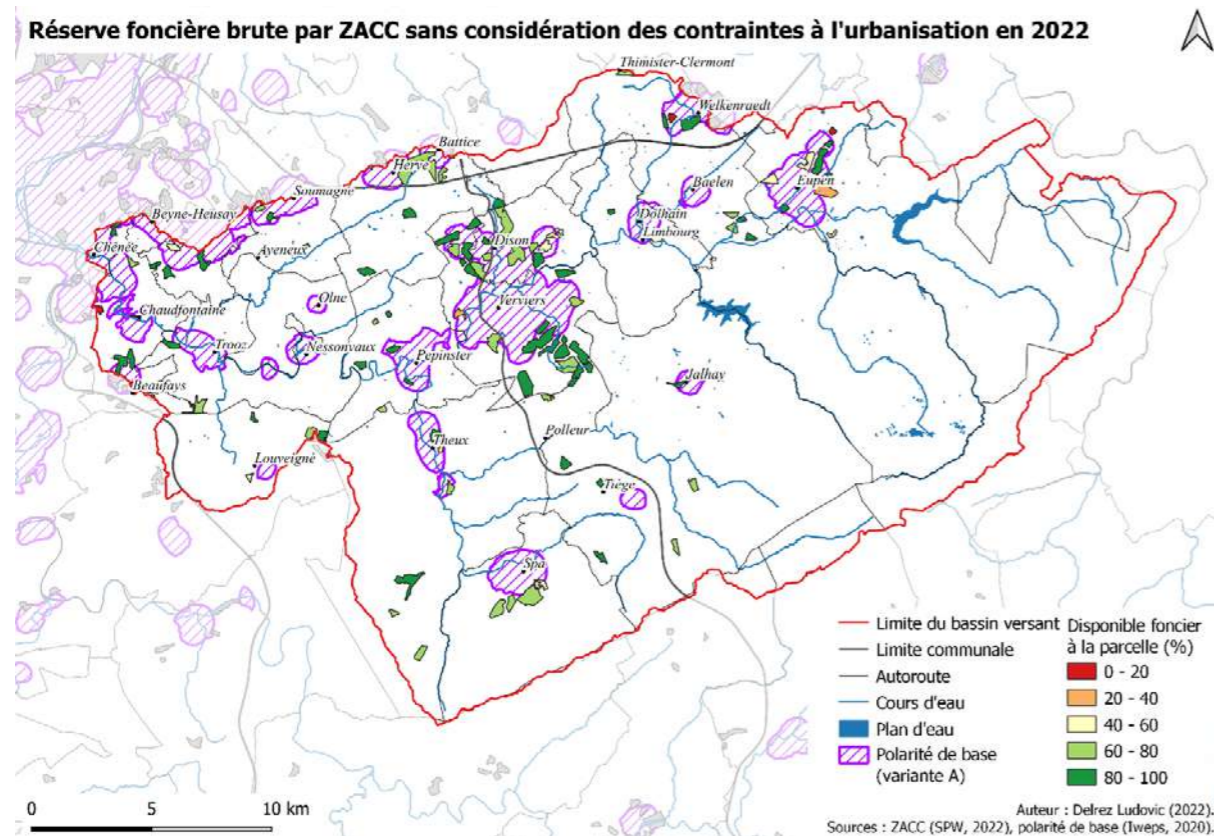 Réserve foncière brute par ZACC sans considération des contraintes à l'urbanisation en 2022
Thimister-Clermont
Welkenraedt
Battice
Herve
Soumagne
Baelen
Eupen
Beyne-Heusay
Dolhain
Limbourg
Chênée
Ayeneux
Dison
Olne
Verviers
Chaudfontaine
Trooz
Nessonvaux
Pepinster
Jalhay
Beaufays
Polleur
Theux
Louveigné
Tiège
Spa
Limite du bassin versant
Limite communale
Autoroute
Cours d'eau
Plan d'eau
Polarité de base
(variante A)
Disponible foncier
à la parcelle (%)
0 - 20
20 - 40
40 - 60
60 - 80
80 - 100
0 5 10 km
Auteur : Delrez Ludovic (2022).
Sources : ZACC (SPW, 2022), polarité de base (Iweps, 2020).